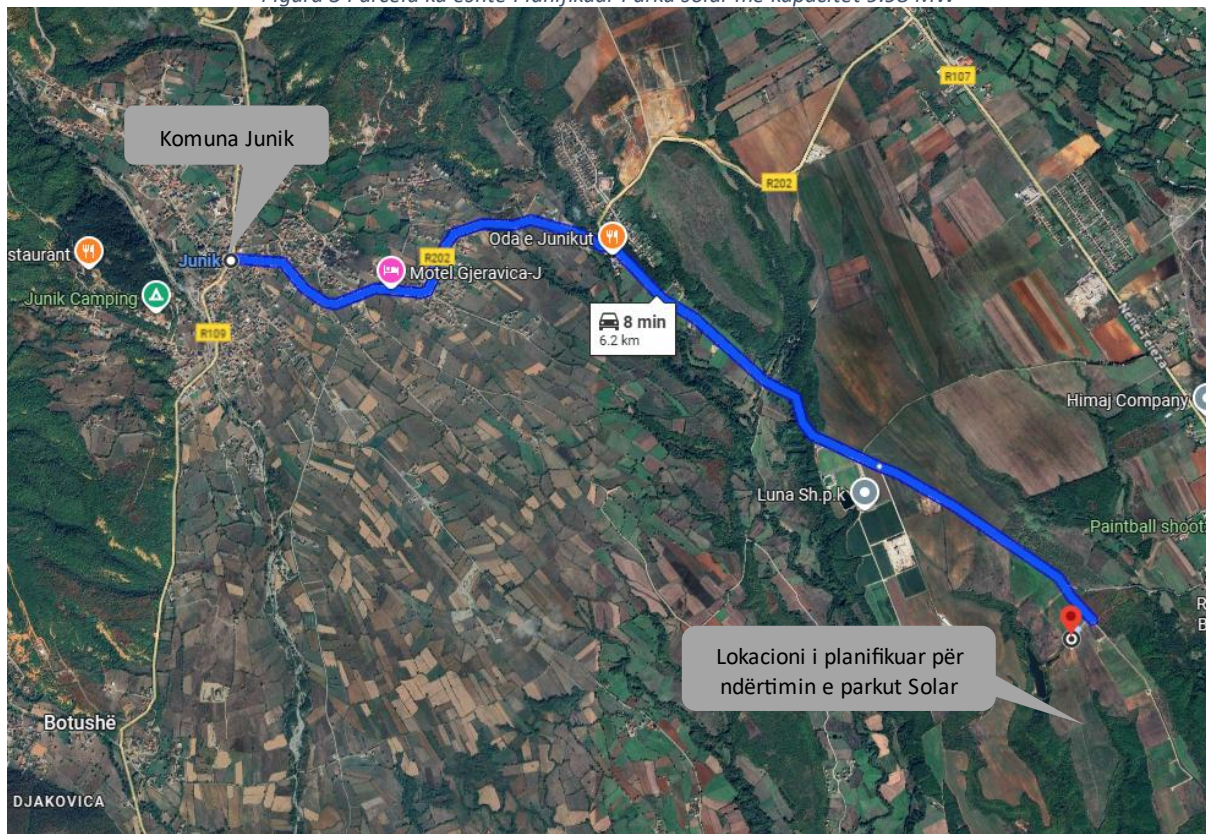 R107
Komuna Junik
R202
Oda e Junikut
staurant
Junik
R202
Motel Gjeravica-J
Junik Camping
8 min
6.2 km
R109
Himaj Company
Luna Sh.p.k
Paintball shoot
Lokacioni i planifikuar për
ndërtimin e parkut Solar
Botushë
DJAKOVICA